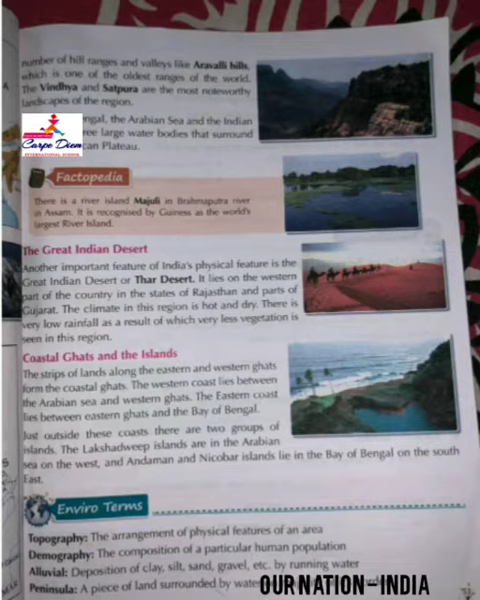 number of hill ranges and valleys like Aravalli hills,
which is one of the oldest ranges of the world.
The Vindhya and Satpura are the most noteworthy
landscapes of the region.
ngal, the Arabian Sea and the Indian
ree large water bodies that surround
can Plateau.
Carpe Diem
INTERNATIONAL SCHOOL
Factopedia
There is a river island Majuli in Brahmaputra river
in Assam. It is recognised by Guiness as the world's
largest River Island.
The Great Indian Desert
Another important feature of India's physical feature is the
Great Indian Desert or Thar Desert. It lies on the western
part of the country in the states of Rajasthan and parts of
Gujarat. The climate in this region is hot and dry. There is
very low rainfall as a result of which very less vegetation is
seen in this region.
Coastal Ghats and the Islands
The strips of lands along the eastern and western ghats
form the coastal ghats. The western coast lies between
the Arabian sea and western ghats. The Eastern coast
lies between eastern ghats and the Bay of Bengal.
Just outside these coasts there are two groups of
islands. The Lakshadweep islands are in the Arabian
sea on the west, and Andaman and Nicobar islands lie in the Bay of Bengal on the south
East.
Enviro Terms
Topography: The arrangement of physical features of an area
Demography: The composition of a particular human population
Alluvial: Deposition of clay, silt, sand, gravel, etc. by running water
Peninsula: A piece of land surrounded by water
OUR NATION-INDIA